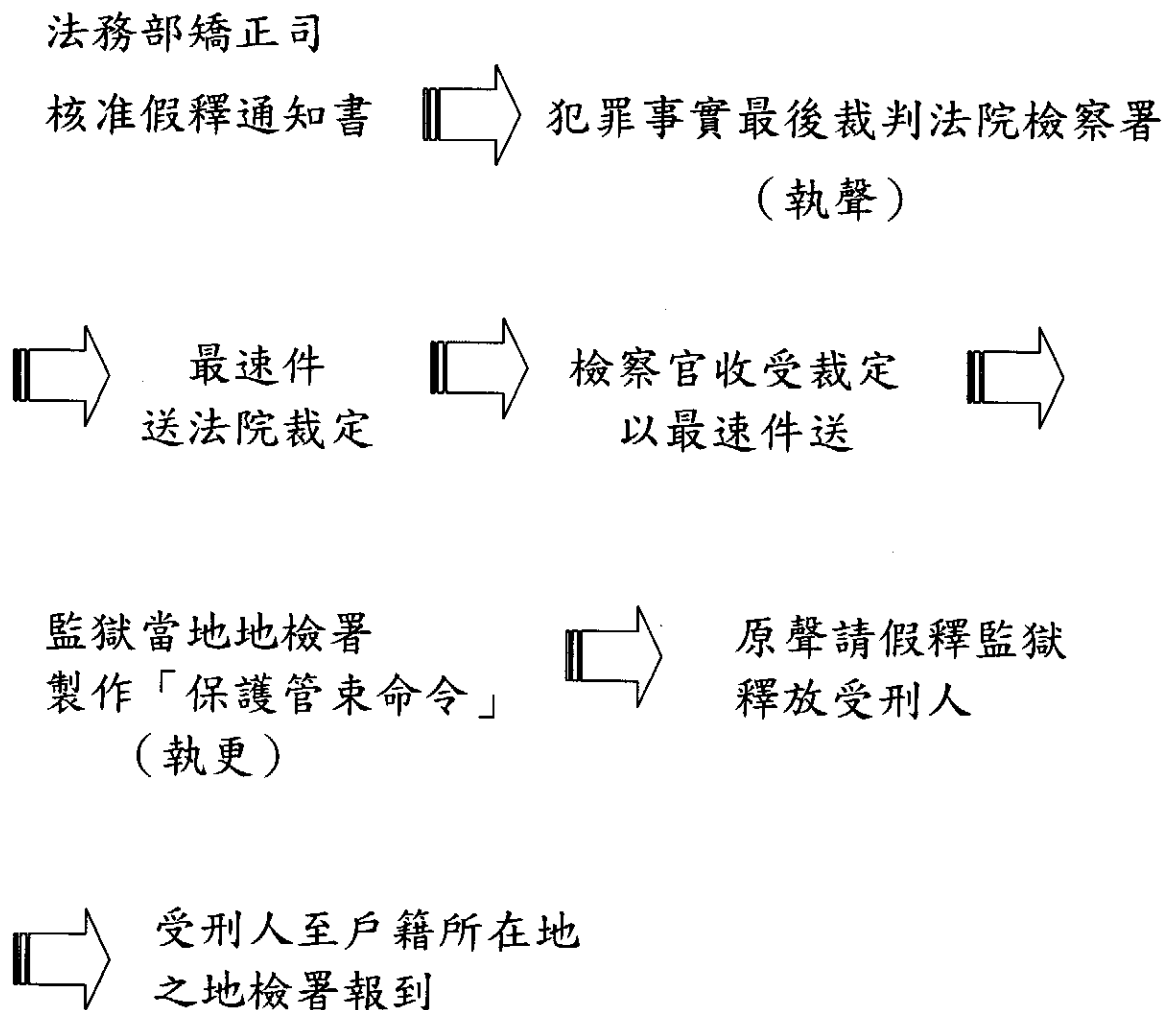 法務部矯正司
核准假釋通知書
犯罪事實最後裁判法院檢察署
（執聲）
最速件
送法院裁定
檢察官收受裁定
以最速件送
監獄當地地檢署
製作「保護管束命令」
（執更）
原聲請假釋監獄
釋放受刑人
受刑人至戶籍所在地
之地檢署報到